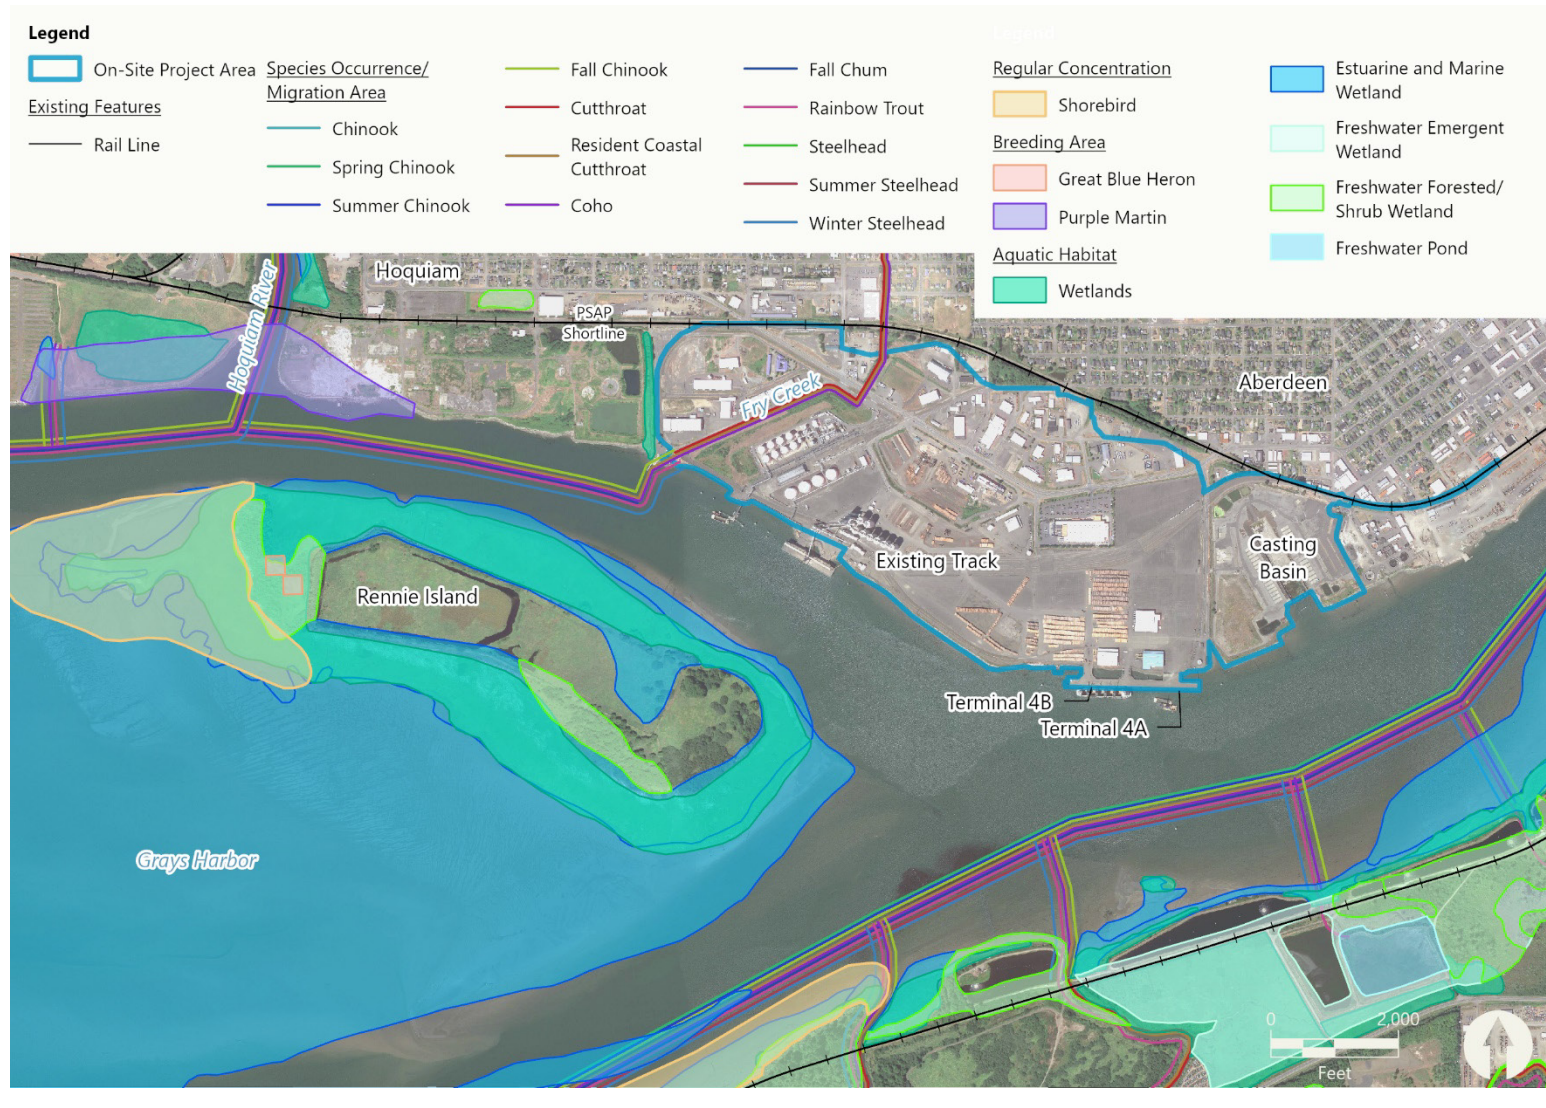 Legend
On-Site Project Area
Existing Features
Rail Line
Species Occurrence/
Migration Area
Chinook
Spring Chinook
Summer Chinook
Fall Chinook
Cutthroat
Resident Coastal
Cutthroat
Coho
Fall Chum
Rainbow Trout
Steelhead
Summer Steelhead
Winter Steelhead
Legend
Regular Concentration
Shorebird
Breeding Area
Great Blue Heron
Purple Martin
Aquatic Habitat
Wetlands
Estuarine and Marine
Wetland
Freshwater Emergent
Wetland
Freshwater Forested/
Shrub Wetland
Freshwater Pond
Hoquiam River
Hoquiam
PSAP
Shortline
Fry Creek
Aberdeen
Existing Track
Casting
Basin
Rennie Island
Terminal 4B
Terminal 4A
Grays Harbor
0 2,000
Feet